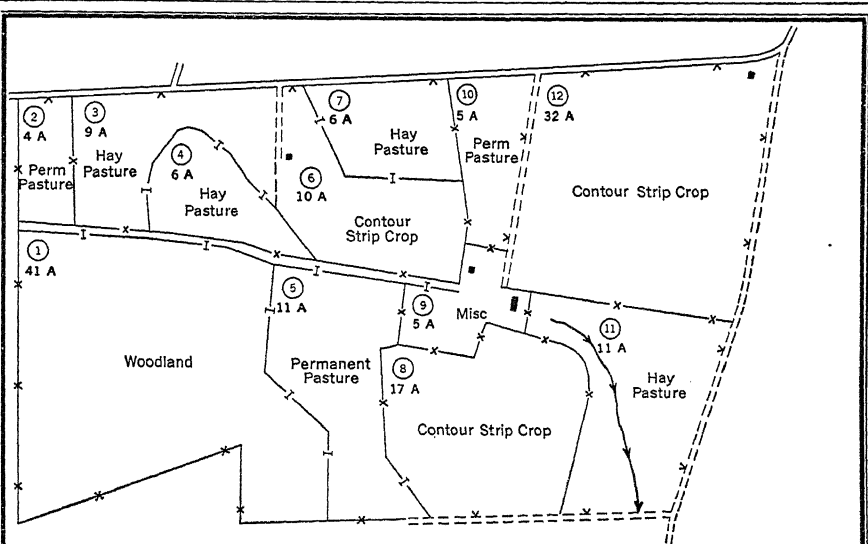 2
4 A
Perm
Pasture
3
9 A
Hay
Pasture
4
6 A
Hay
Pasture
7
6 A
Hay
Pasture
6
10 A
Contour
Strip Crop
10
5 A
Perm
Pasture
12
32 A
Contour Strip Crop
1
41 A
Woodland
5
11 A
Permanent
Pasture
9
5 A
Misc
8
17 A
Contour Strip Crop
11
11 A
Hay
Pasture